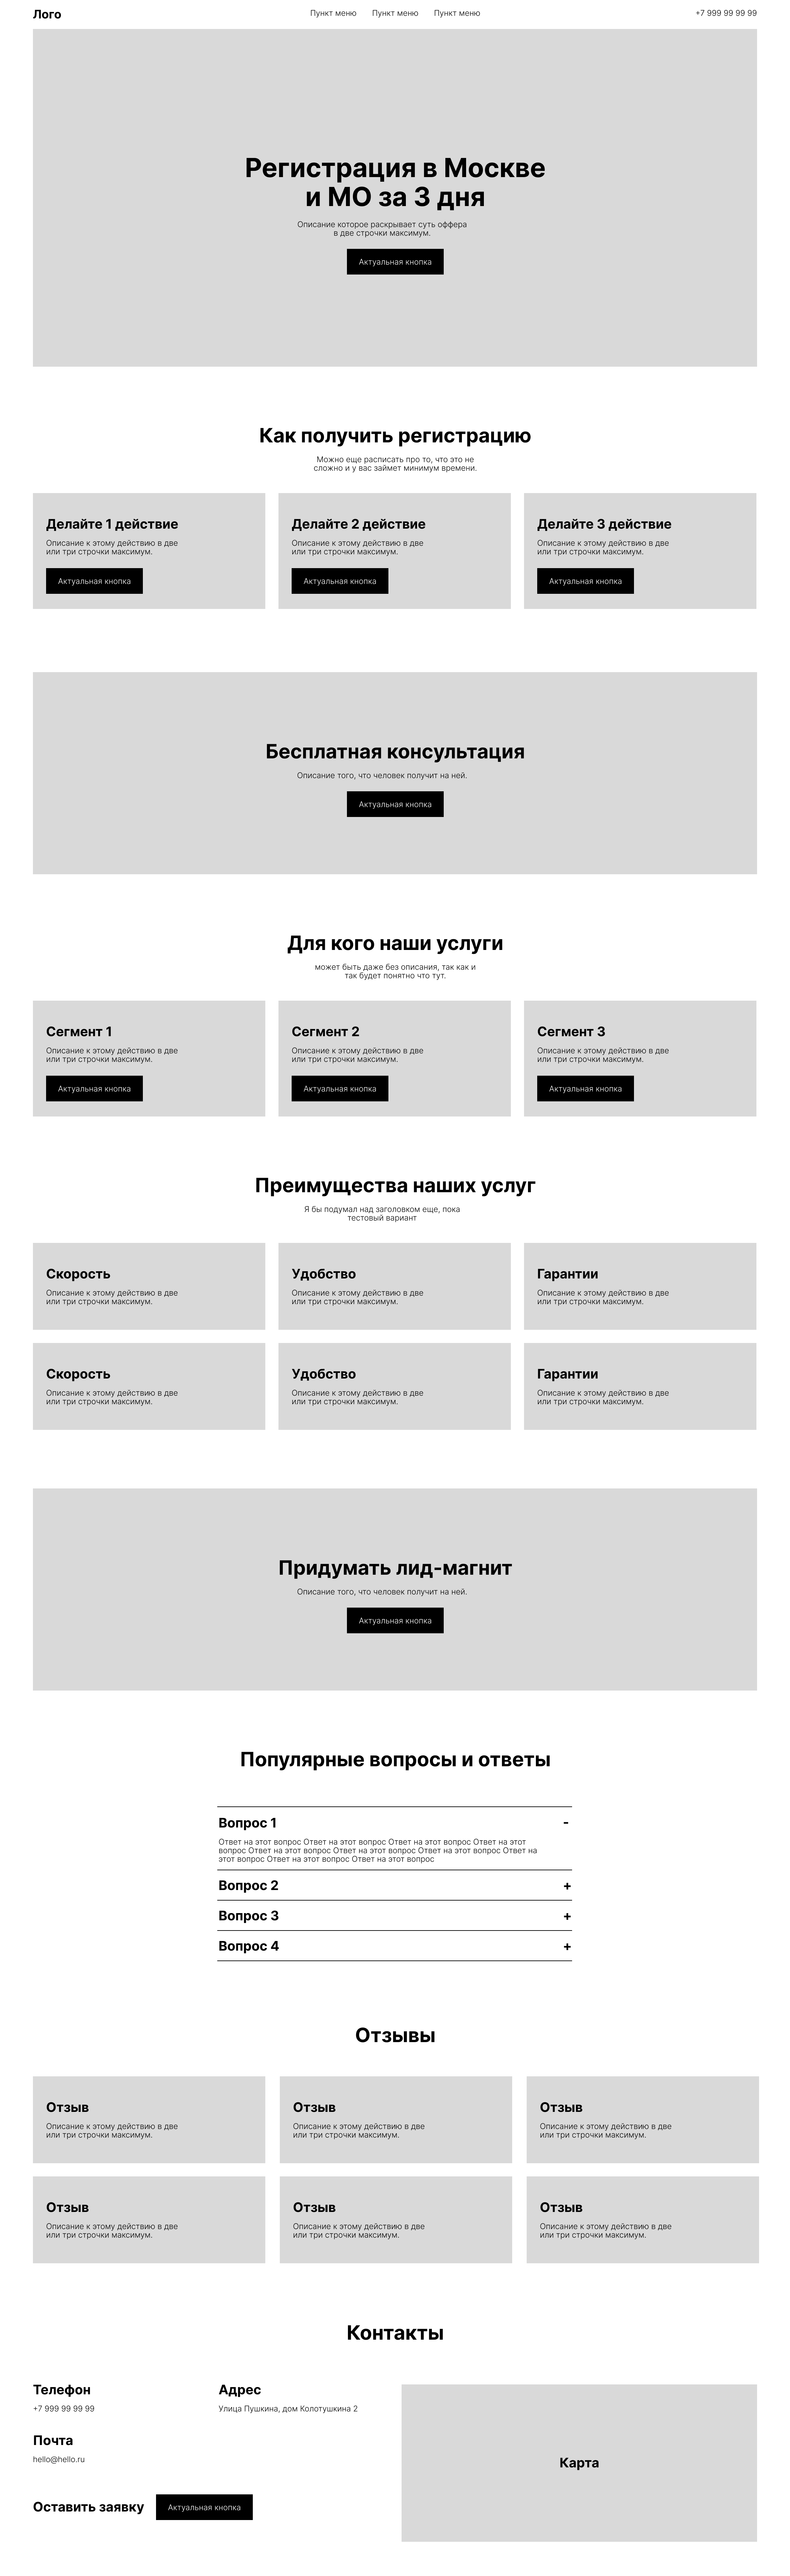 Лого
Пункт меню Пункт меню Пункт меню
+7 999 99 99 99
Регистрация в Москве
и МО за 3 дня
Описание которое раскрывает суть оффера
в две строчки максимум.
Актуальная кнопка
Как получить регистрацию
Можно еще расписать про то, что это не
сложно и у вас займет минимум времени.
Делайте 1 действие
Описание к этому действию в две
или три строчки максимум.
Актуальная кнопка
Делайте 2 действие
Описание к этому действию в две
или три строчки максимум.
Актуальная кнопка
Делайте 3 действие
Описание к этому действию в две
или три строчки максимум.
Актуальная кнопка
Бесплатная консультация
Описание того, что человек получит на ней.
Актуальная кнопка
Для кого наши услуги
может быть даже без описания, так как и
так будет понятно что тут.
Сегмент 1
Описание к этому действию в две
или три строчки максимум.
Актуальная кнопка
Сегмент 2
Описание к этому действию в две
или три строчки максимум.
Актуальная кнопка
Сегмент 3
Описание к этому действию в две
или три строчки максимум.
Актуальная кнопка
Преимущества наших услуг
Я бы подумал над заголовком еще, пока
тестовый вариант
Скорость
Описание к этому действию в две
или три строчки максимум.
Удобство
Описание к этому действию в две
или три строчки максимум.
Гарантии
Описание к этому действию в две
или три строчки максимум.
Скорость
Описание к этому действию в две
или три строчки максимум.
Удобство
Описание к этому действию в две
или три строчки максимум.
Гарантии
Описание к этому действию в две
или три строчки максимум.
Придумать лид-магнит
Описание того, что человек получит на ней.
Актуальная кнопка
Популярные вопросы и ответы
Вопрос 1 -
Ответ на этот вопрос Ответ на этот вопрос Ответ на этот вопрос Ответ на этот
вопрос Ответ на этот вопрос Ответ на этот вопрос Ответ на этот вопрос Ответ на
этот вопрос Ответ на этот вопрос Ответ на этот вопрос
Вопрос 2 +
Вопрос 3 +
Вопрос 4 +
Отзывы
Отзыв
Описание к этому действию в две
или три строчки максимум.
Отзыв
Описание к этому действию в две
или три строчки максимум.
Отзыв
Описание к этому действию в две
или три строчки максимум.
Отзыв
Описание к этому действию в две
или три строчки максимум.
Отзыв
Описание к этому действию в две
или три строчки максимум.
Отзыв
Описание к этому действию в две
или три строчки максимум.
Контакты
Телефон
+7 999 99 99 99
Адрес
Улица Пушкина, дом Колотушкина 2
Почта
hello@hello.ru
Оставить заявку
Актуальная кнопка
Карта